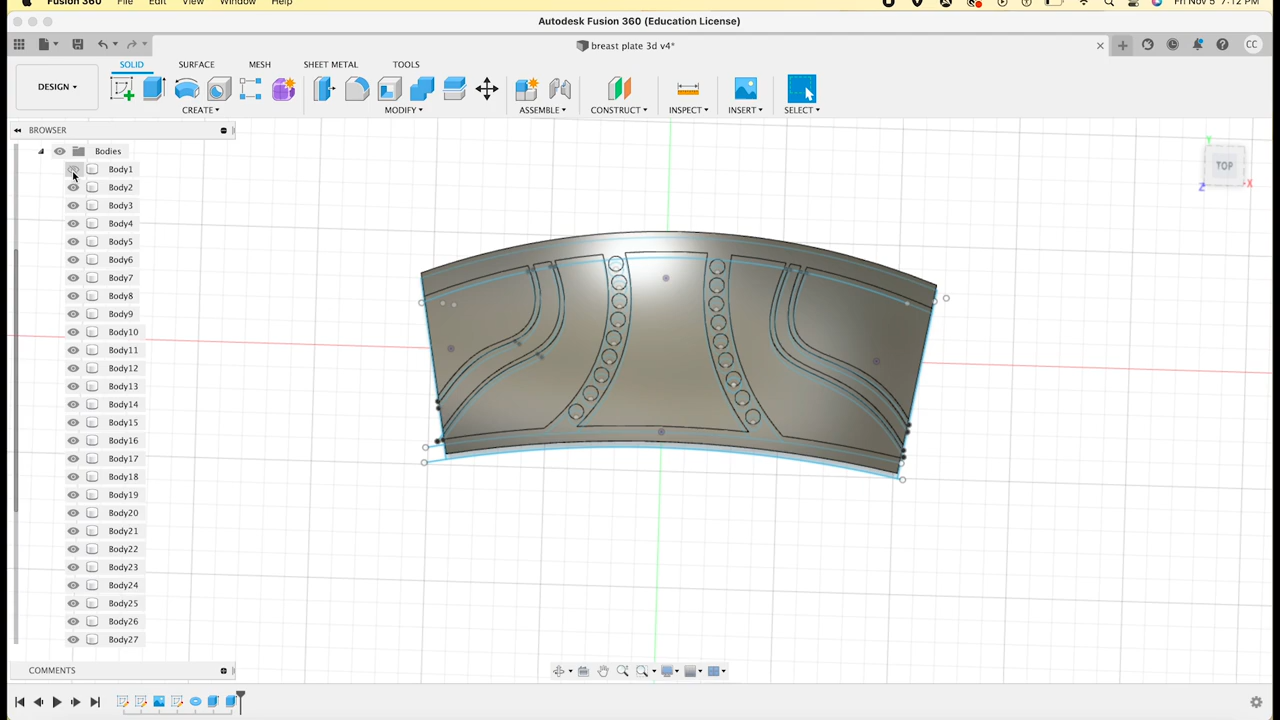 Fusion 360 File Edit View Window Help Fri Nov 5 7:12 PM
Autodesk Fusion 360 (Education License)
breast plate 3d v4*
CC
SOLID SURFACE MESH SHEET METAL TOOLS
DESIGN
CREATE MODIFY ASSEMBLE CONSTRUCT INSPECT INSERT SELECT
BROWSER
Bodies
TOP
Y
Z
X
Body1
Body2
Body3
Body4
Body5
Body6
Body7
Body8
Body9
Body10
Body11
Body12
Body13
Body14
Body15
Body16
Body17
Body18
Body19
Body20
Body21
Body22
Body23
Body24
Body25
Body26
Body27
COMMENTS